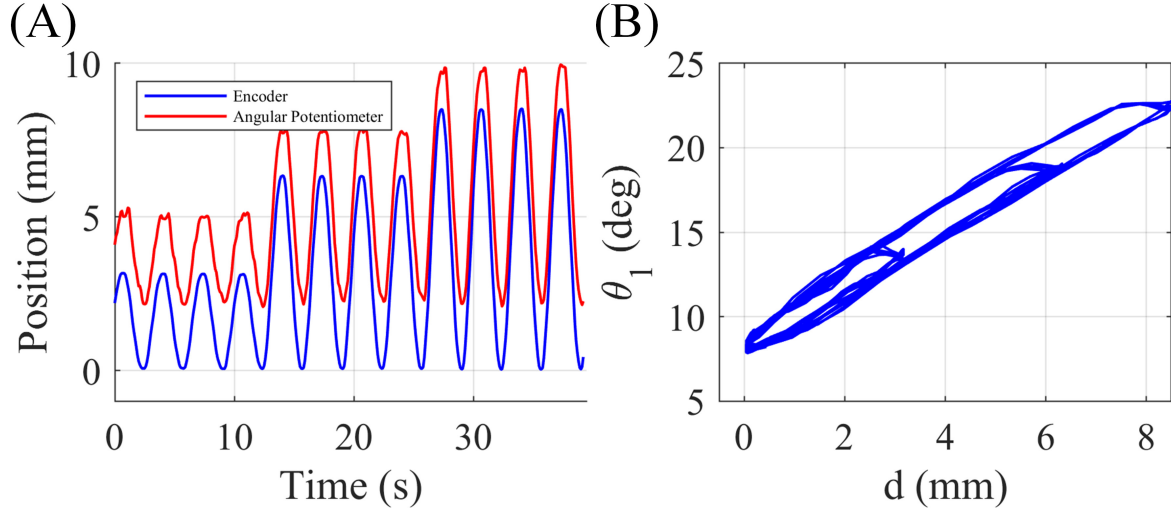 (A)
(B)
Position (mm)
10
5
0
Encoder
Angular Potentiometer
0
10
20
30
Time (s)
θ1 (deg)
25
20
15
10
5
0
2
4
6
8
d (mm)